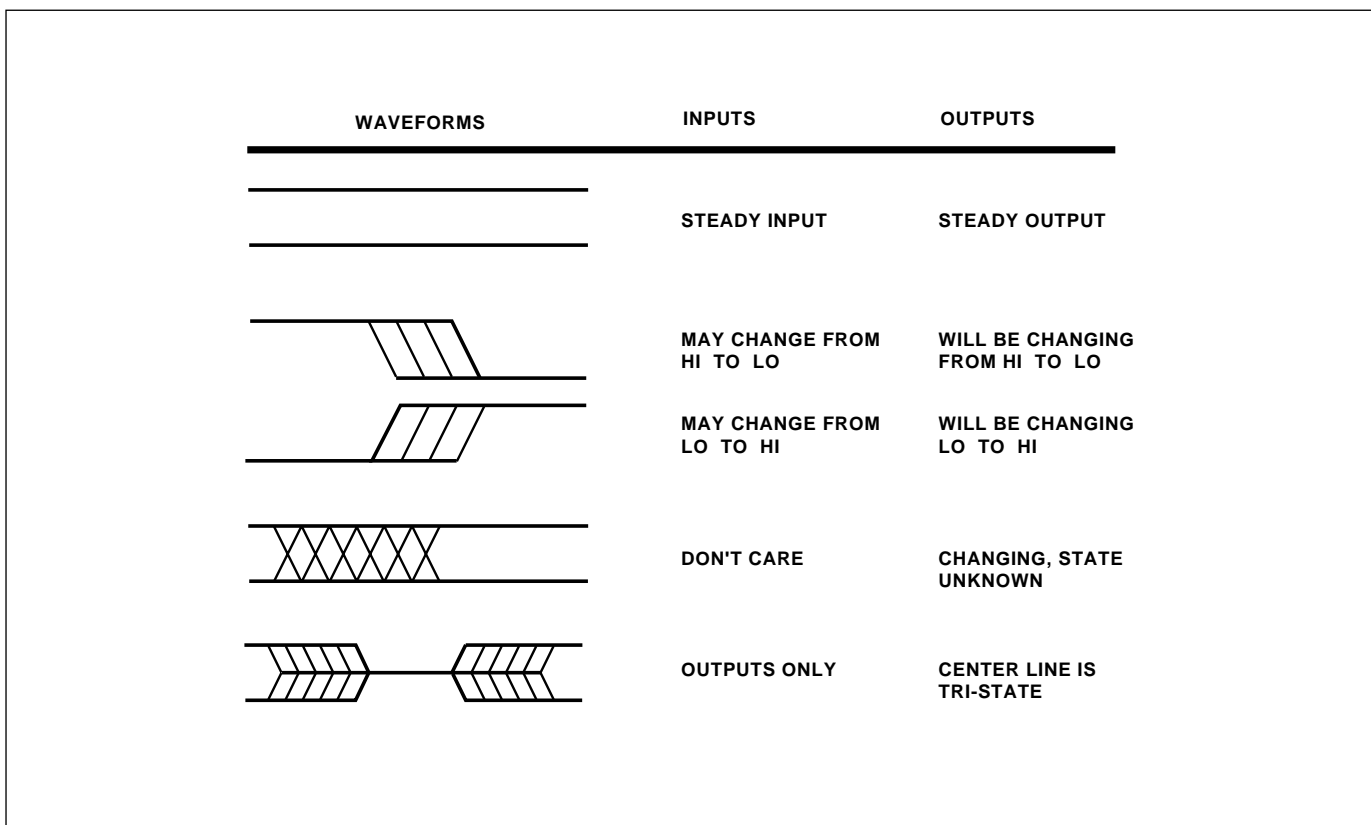 WAVEFORMS INPUTS OUTPUTS
STEADY INPUT STEADY OUTPUT
MAY CHANGE FROM WILL BE CHANGING
HI TO LO FROM HI TO LO
MAY CHANGE FROM WILL BE CHANGING
LO TO HI LO TO HI
DON'T CARE CHANGING, STATE
UNKNOWN
OUTPUTS ONLY CENTER LINE IS
TRI-STATE